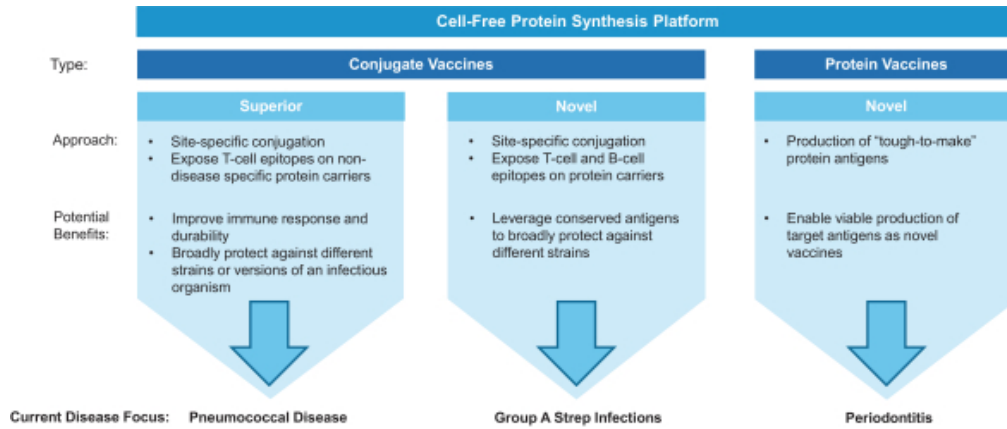 Cell-Free Protein Synthesis Platform
Type:
Conjugate Vaccines
Protein Vaccines
Superior
Novel
Novel
Approach:
• Site-specific conjugation
• Expose T-cell epitopes on non-
disease specific protein carriers
• Site-specific conjugation
• Expose T-cell and B-cell
epitopes on protein carriers
• Production of “tough-to-make”
protein antigens
Potential
Benefits:
• Improve immune response and
durability
• Broadly protect against different
strains or versions of an infectious
organism
• Leverage conserved antigens
to broadly protect against
different strains
• Enable viable production of
target antigens as novel
vaccines
Current Disease Focus:
Pneumococcal Disease
Group A Strep Infections
Periodontitis